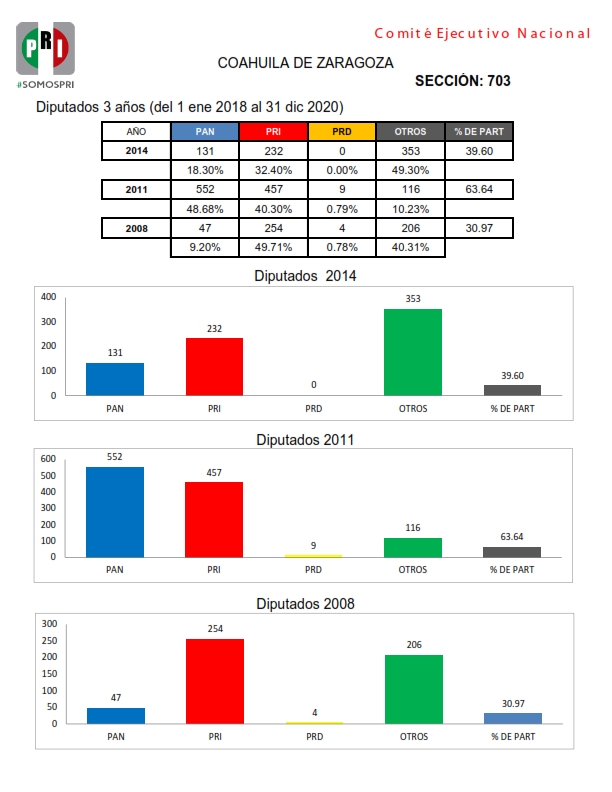 PRI
#SOMOSPRI
Comité Ejecutivo Nacional
COAHUILA DE ZARAGOZA
SECCIÓN: 703
Diputados 3 años (del 1 ene 2018 al 31 dic 2020)
AÑO PAN PRI PRD OTROS % DE PART
2014 131 232 0 353 39.60
18.30% 32.40% 0.00% 49.30%
2011 552 457 9 116 63.64
48.68% 40.30% 0.79% 10.23%
2008 47 254 4 206 30.97
9.20% 49.71% 0.78% 40.31%
Diputados 2014
400
300
200
100
0
131
232
0
353
39.60
PAN PRI PRD OTROS % DE PART
Diputados 2011
600
500
400
300
200
100
0
552
457
9
116
63.64
PAN PRI PRD OTROS % DE PART
Diputados 2008
300
250
200
150
100
50
0
47
254
4
206
30.97
PAN PRI PRD OTROS % DE PART